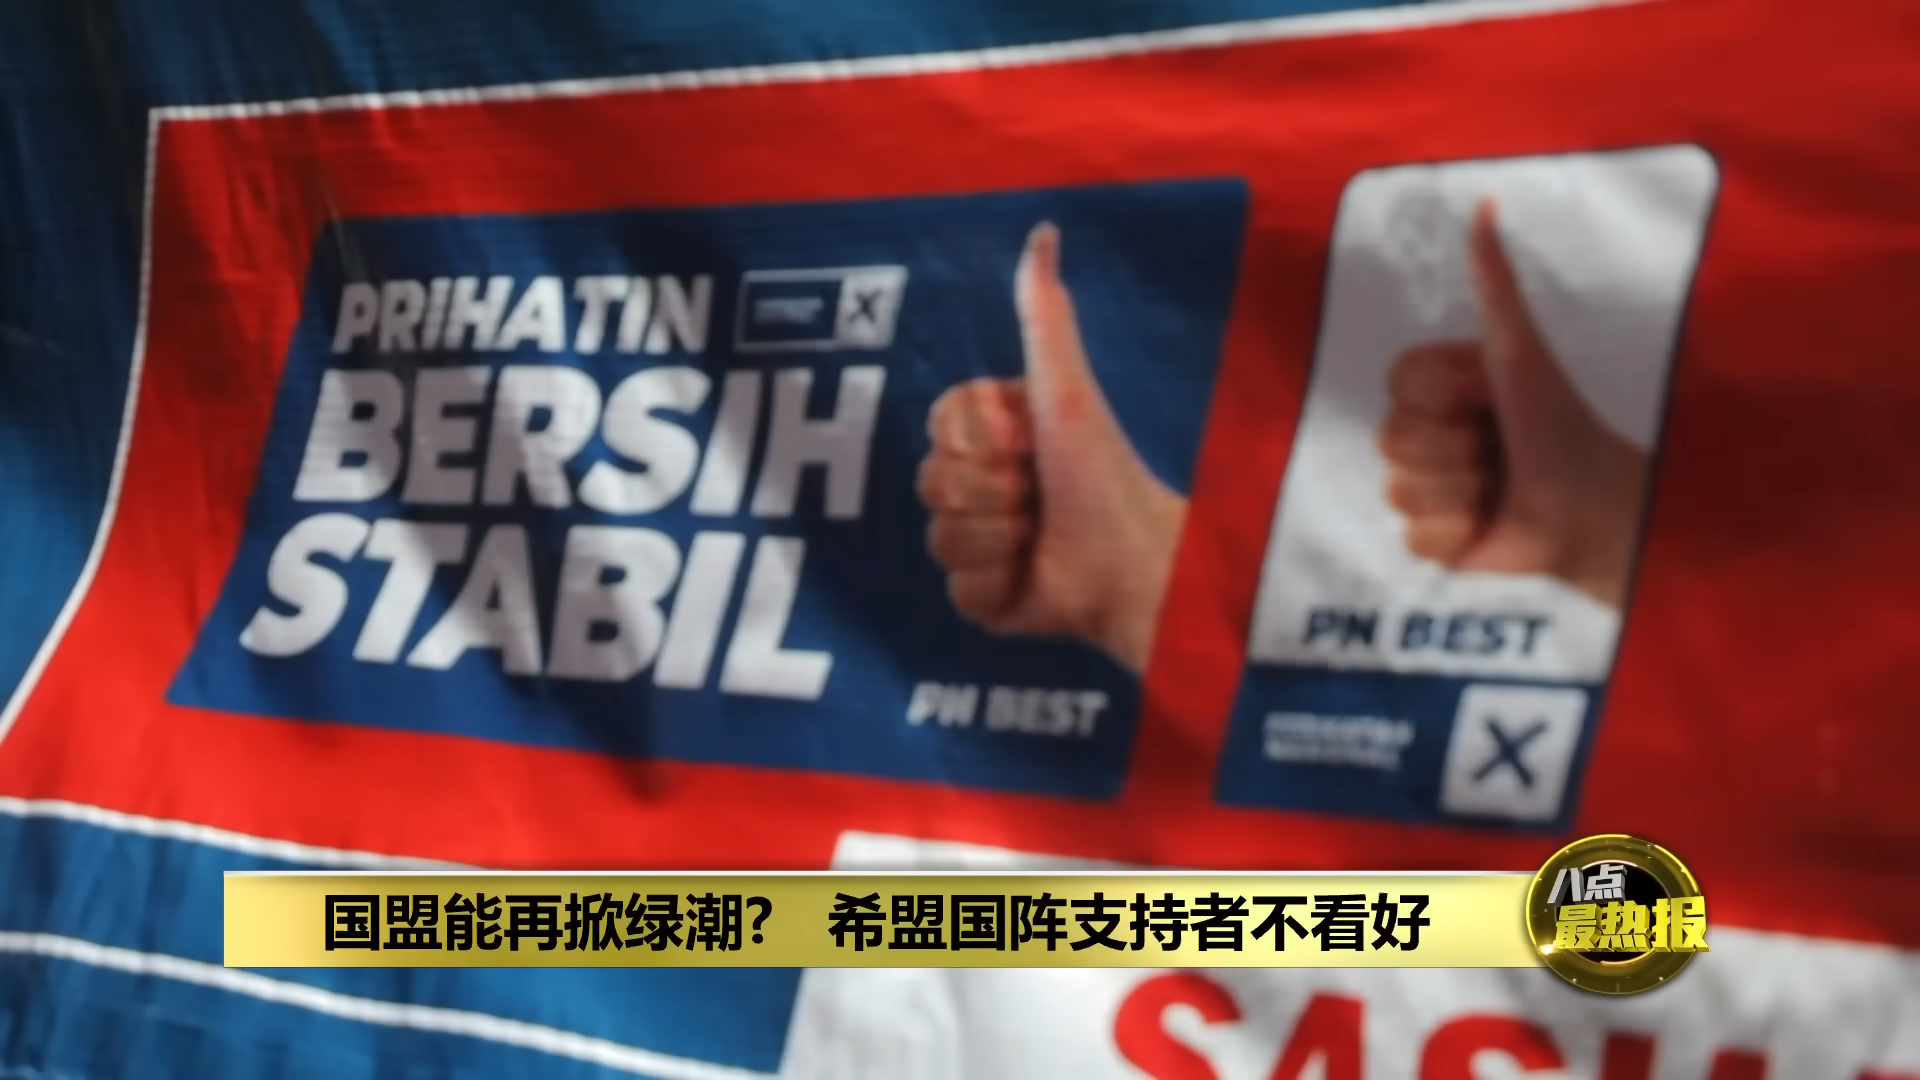 PRIHATIN X
BERSIH
STABIL
PN BEST
PN BEST
X
国盟能再掀绿潮? 希盟国阵支持者不看好
八点
最热报